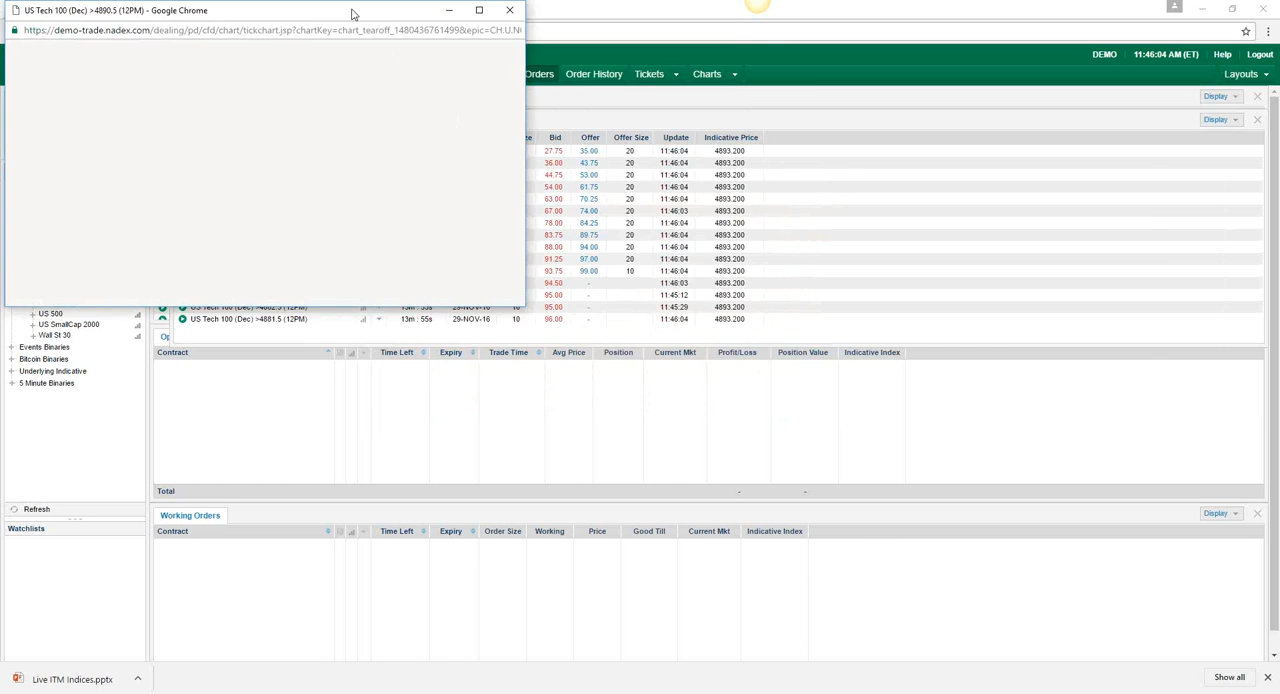 US Tech 100 (Dec) >4890.5 (12PM) - Google Chrome
https://demo-trade.nadex.com/dealing/pd/cfd/chart/tickchart.jsp?chartKey=chart_tearoff_1480436761499&epic=CH.U.N
DEMO 11:46:04 AM (ET) Help Logout
Orders Order History Tickets Charts Layouts
Display
Display
Bid Offer Offer Size Update Indicative Price
27.75 35.00 20 11:46:04 4893.200
36.00 43.75 20 11:46:04 4893.200
44.75 53.00 20 11:46:04 4893.200
54.00 61.75 20 11:46:04 4893.200
63.00 70.25 20 11:46:04 4893.200
67.00 74.00 20 11:46:03 4893.200
78.00 84.25 20 11:46:04 4893.200
83.75 89.75 20 11:46:04 4893.200
88.00 94.00 20 11:46:04 4893.200
91.25 97.00 20 11:46:04 4893.200
93.75 99.00 10 11:46:04 4893.200
94.50 - 11:46:03 4893.200
95.00 - 11:45:12 4893.200
95.00 - 11:45:29 4893.200
US Tech 100 (Dec) >4881.5 (12PM) 13m : 55s 29-NOV-16 10 96.00 - 11:46:04 4893.200
US 500
US SmallCap 2000
Wall St 30
Events Binaries
Bitcoin Binaries
Underlying Indicative
5 Minute Binaries
Contract Time Left Expiry Trade Time Avg Price Position Current Mkt Profit/Loss Position Value Indicative Index
Total - -
Refresh
Watchlists
Working Orders Display
Contract Time Left Expiry Order Size Working Price Good Till Current Mkt Indicative Index
Live ITM Indices.pptx Show all